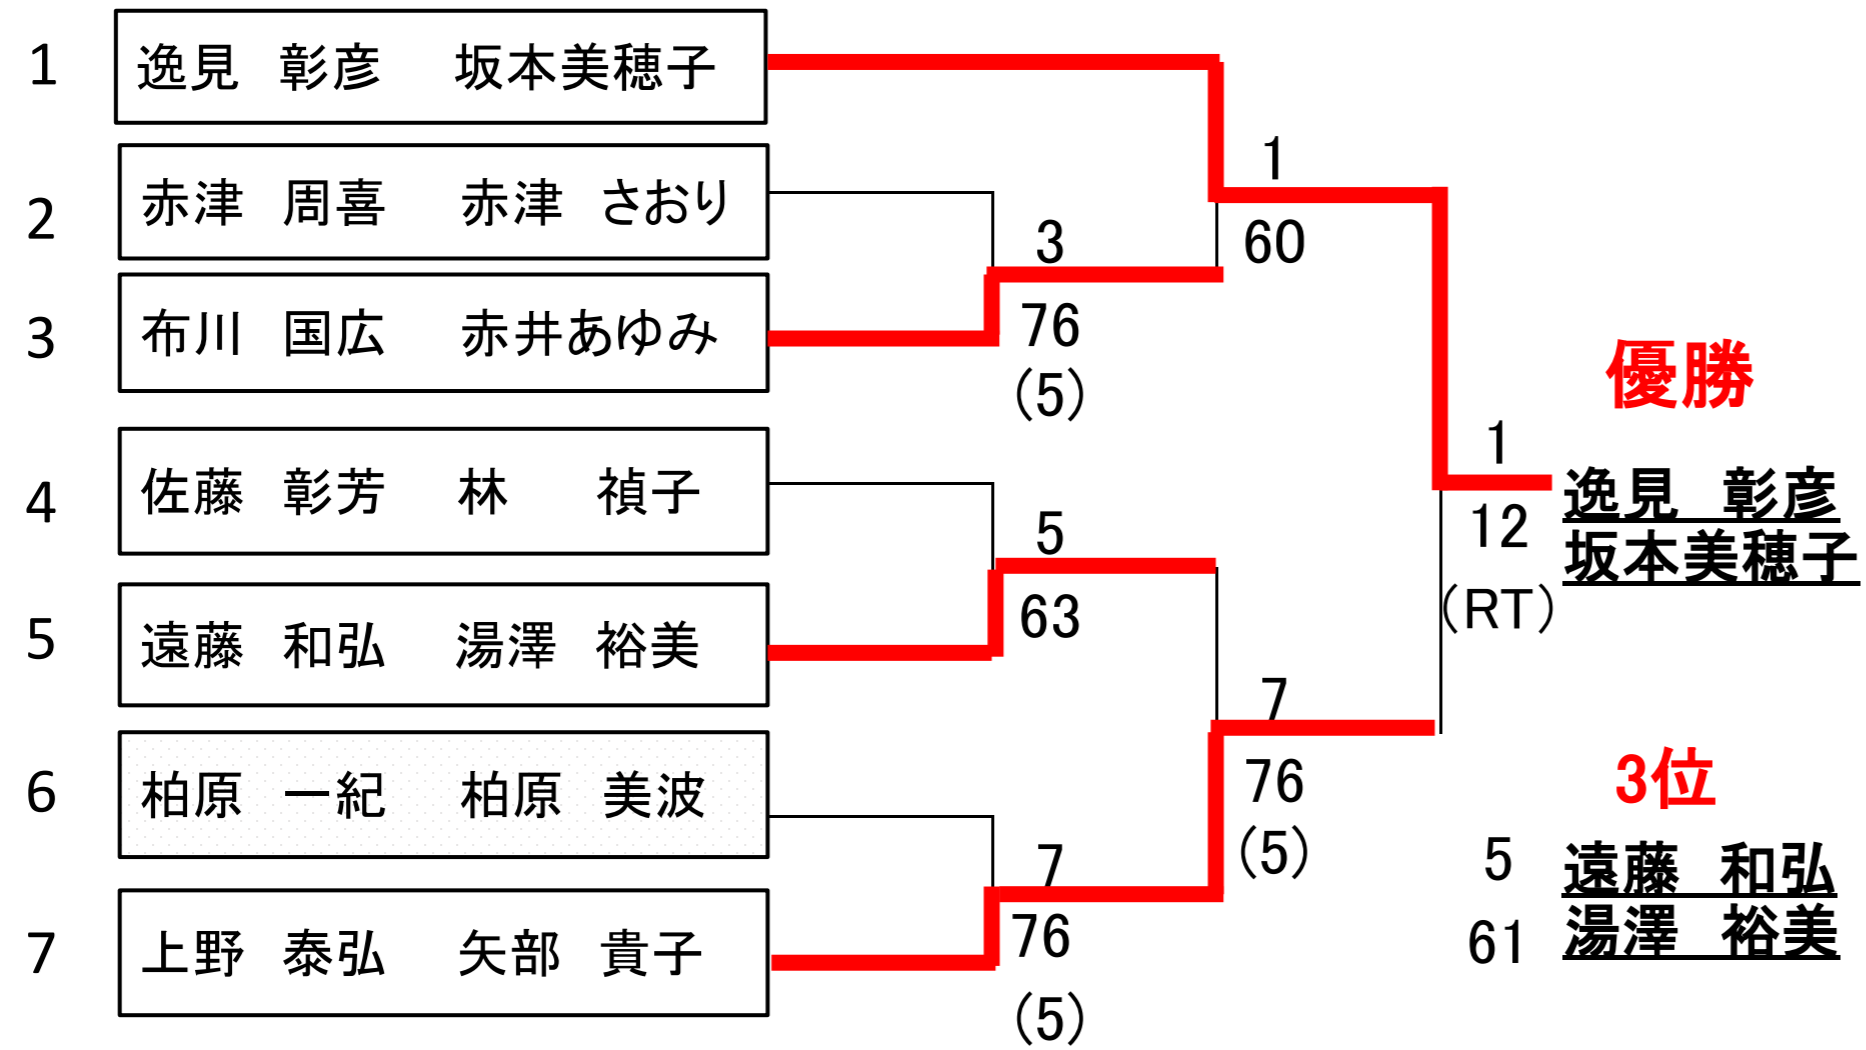 1 逸見 彰彦 坂本美穂子
2 赤津 周喜 赤津 さおり
3 布川 国広 赤井あゆみ
4 佐藤 彰芳 林 禎子
5 遠藤 和弘 湯澤 裕美
6 柏原 一紀 柏原 美波
7 上野 泰弘 矢部 貴子
3
76
(5)
5
63
7
76
(5)
1
60
7
76
(5)
1
12
(RT)
優勝
逸見 彰彦
坂本美穂子
3位
5 遠藤 和弘
61 湯澤 裕美